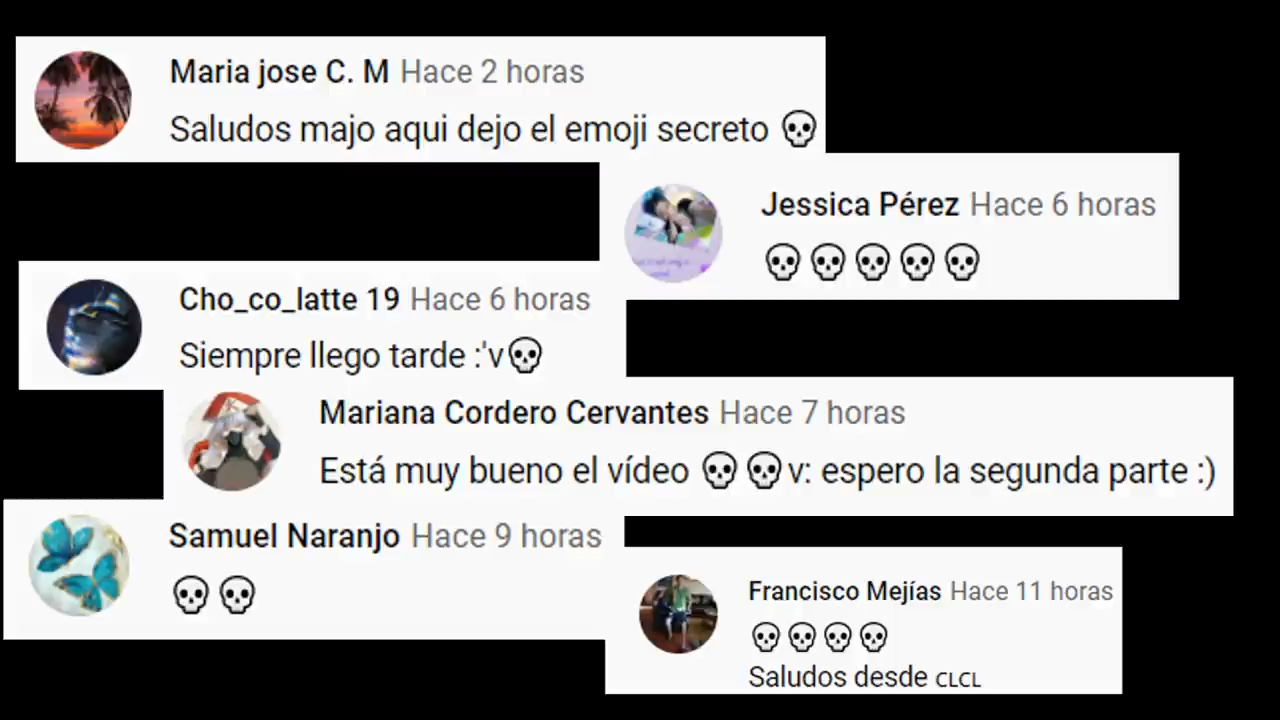 Maria jose C. M Hace 2 horas
Saludos majo aqui dejo el emoji secreto 💀
Jessica Pérez Hace 6 horas
💀💀💀💀💀
Cho_co_latte 19 Hace 6 horas
Siempre llego tarde :'v💀
Mariana Cordero Cervantes Hace 7 horas
Está muy bueno el vídeo 💀💀v: espero la segunda parte :)
Samuel Naranjo Hace 9 horas
💀💀
Francisco Mejías Hace 11 horas
💀💀💀💀
Saludos desde ᴄʟᴄʟ